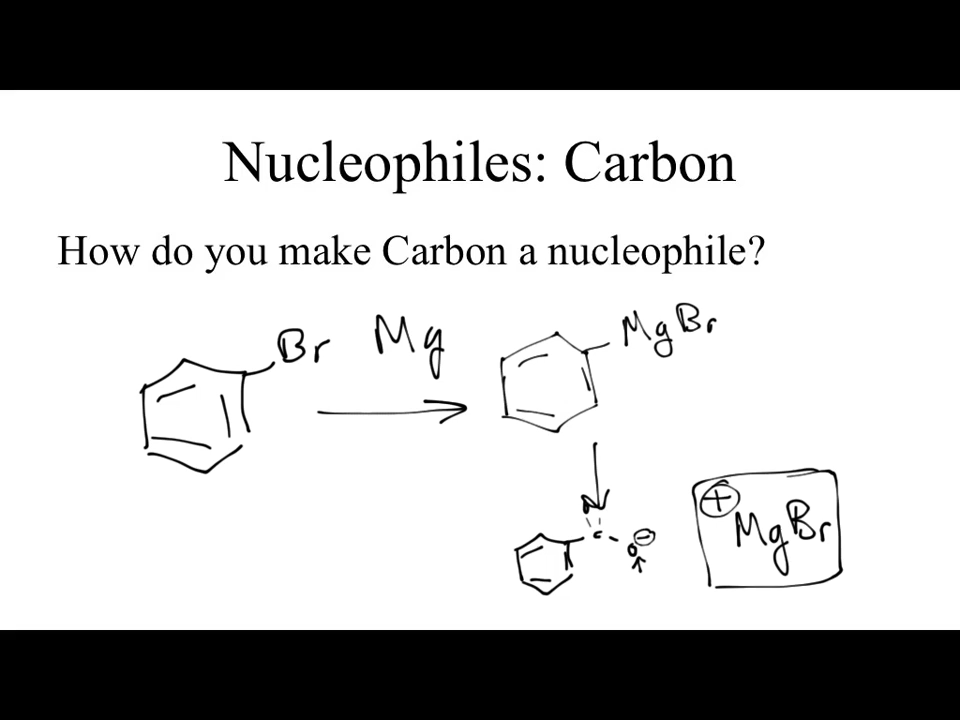 Nucleophiles: Carbon
How do you make Carbon a nucleophile?
Br Mg
MgBr
c o ⊖
⊕ MgBr